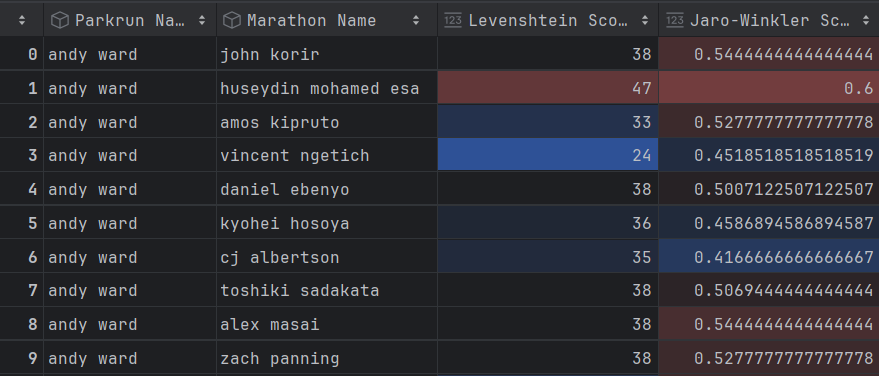 Parkrun Na… Marathon Name 123 Levenshtein Sco… 123 Jaro-Winkler Sc…
0 andy ward john korir 38 0.5444444444444444
1 andy ward huseydin mohamed esa 47 0.6
2 andy ward amos kipruto 33 0.5277777777777778
3 andy ward vincent ngetich 24 0.4518518518518519
4 andy ward daniel ebenyo 38 0.5007122507122507
5 andy ward kyohei hosoya 36 0.4586894586894587
6 andy ward cj albertson 35 0.4166666666666667
7 andy ward toshiki sadakata 38 0.5069444444444444
8 andy ward alex masai 38 0.5444444444444444
9 andy ward zach panning 38 0.5277777777777778